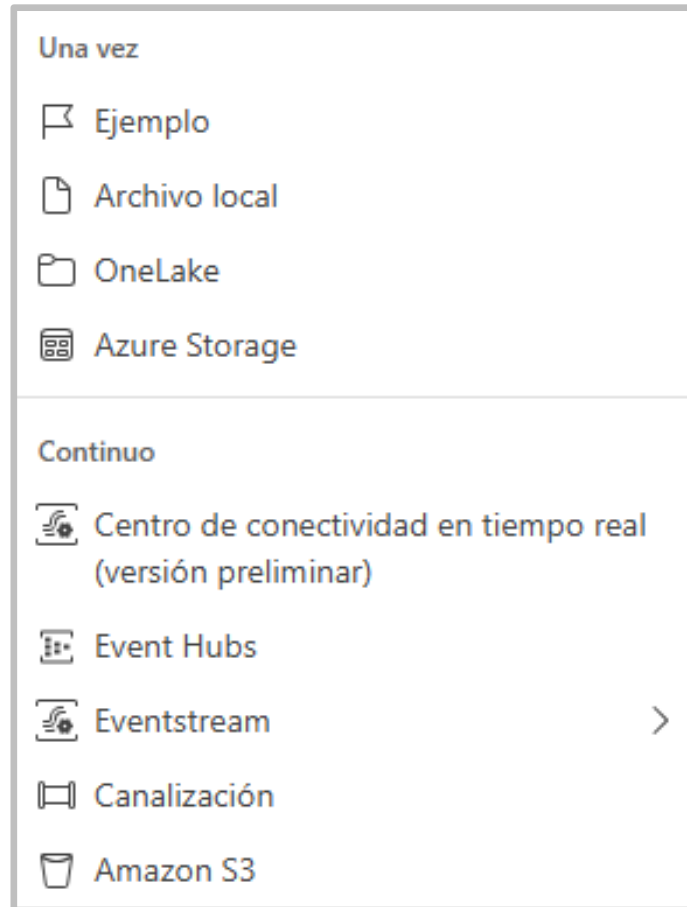 Una vez
Ejemplo
Archivo local
OneLake
Azure Storage
Continuo
Centro de conectividad en tiempo real
(versión preliminar)
Event Hubs
Eventstream
Canalización
Amazon S3